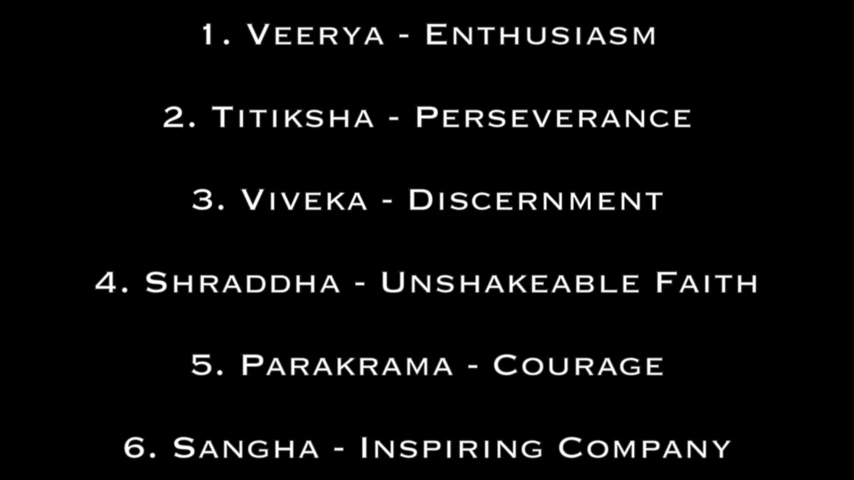 1. Veerya - Enthusiasm
2. Titiksha - Perseverance
3. Viveka - Discernment
4. Shraddha - Unshakeable Faith
5. Parakrama - Courage
6. Sangha - Inspiring Company